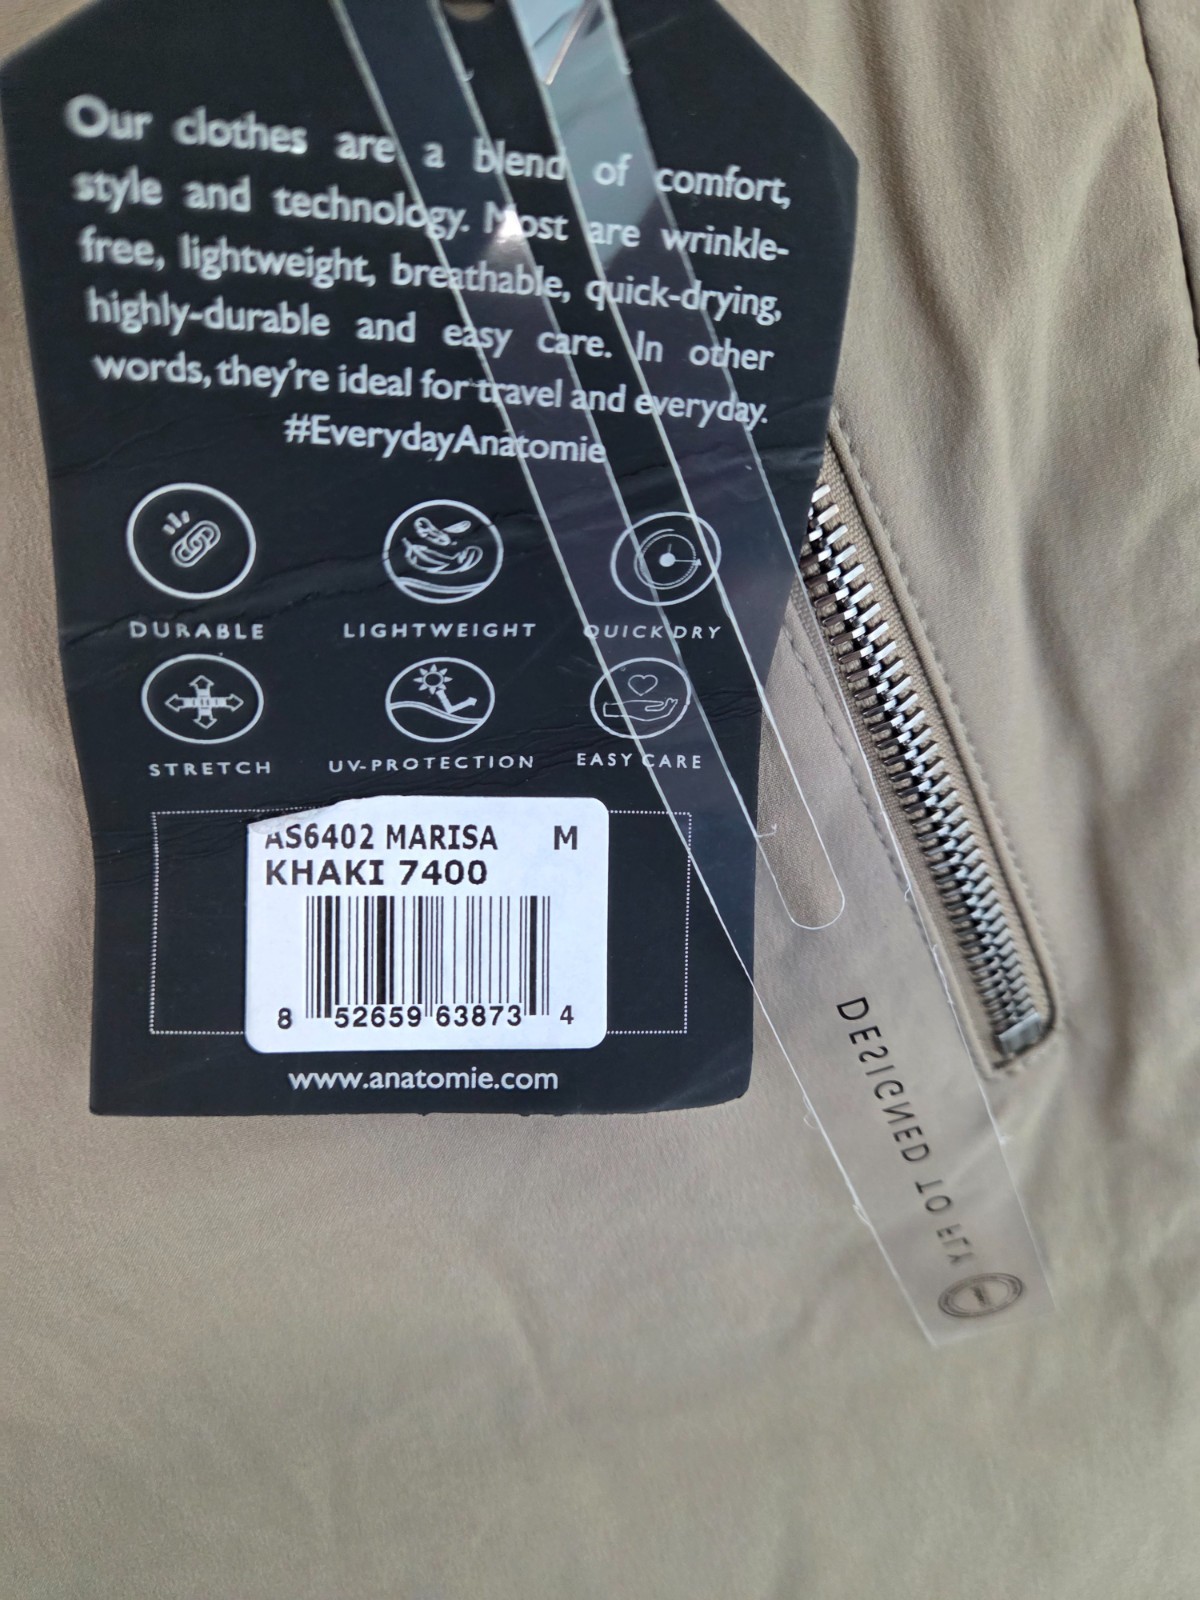 Our clothes are a blend of comfort,
style and technology. Most are wrinkle-
free, lightweight, breathable, quick-drying,
highly-durable and easy care. In other
words, they're ideal for travel and everyday.
#EverydayAnatomie
DURABLE LIGHTWEIGHT QUICK DRY
STRETCH UV-PROTECTION EASY CARE
AS6402 MARISA M
KHAKI 7400
8 52659 63873 4
www.anatomie.com
DESIGNED TO FLY